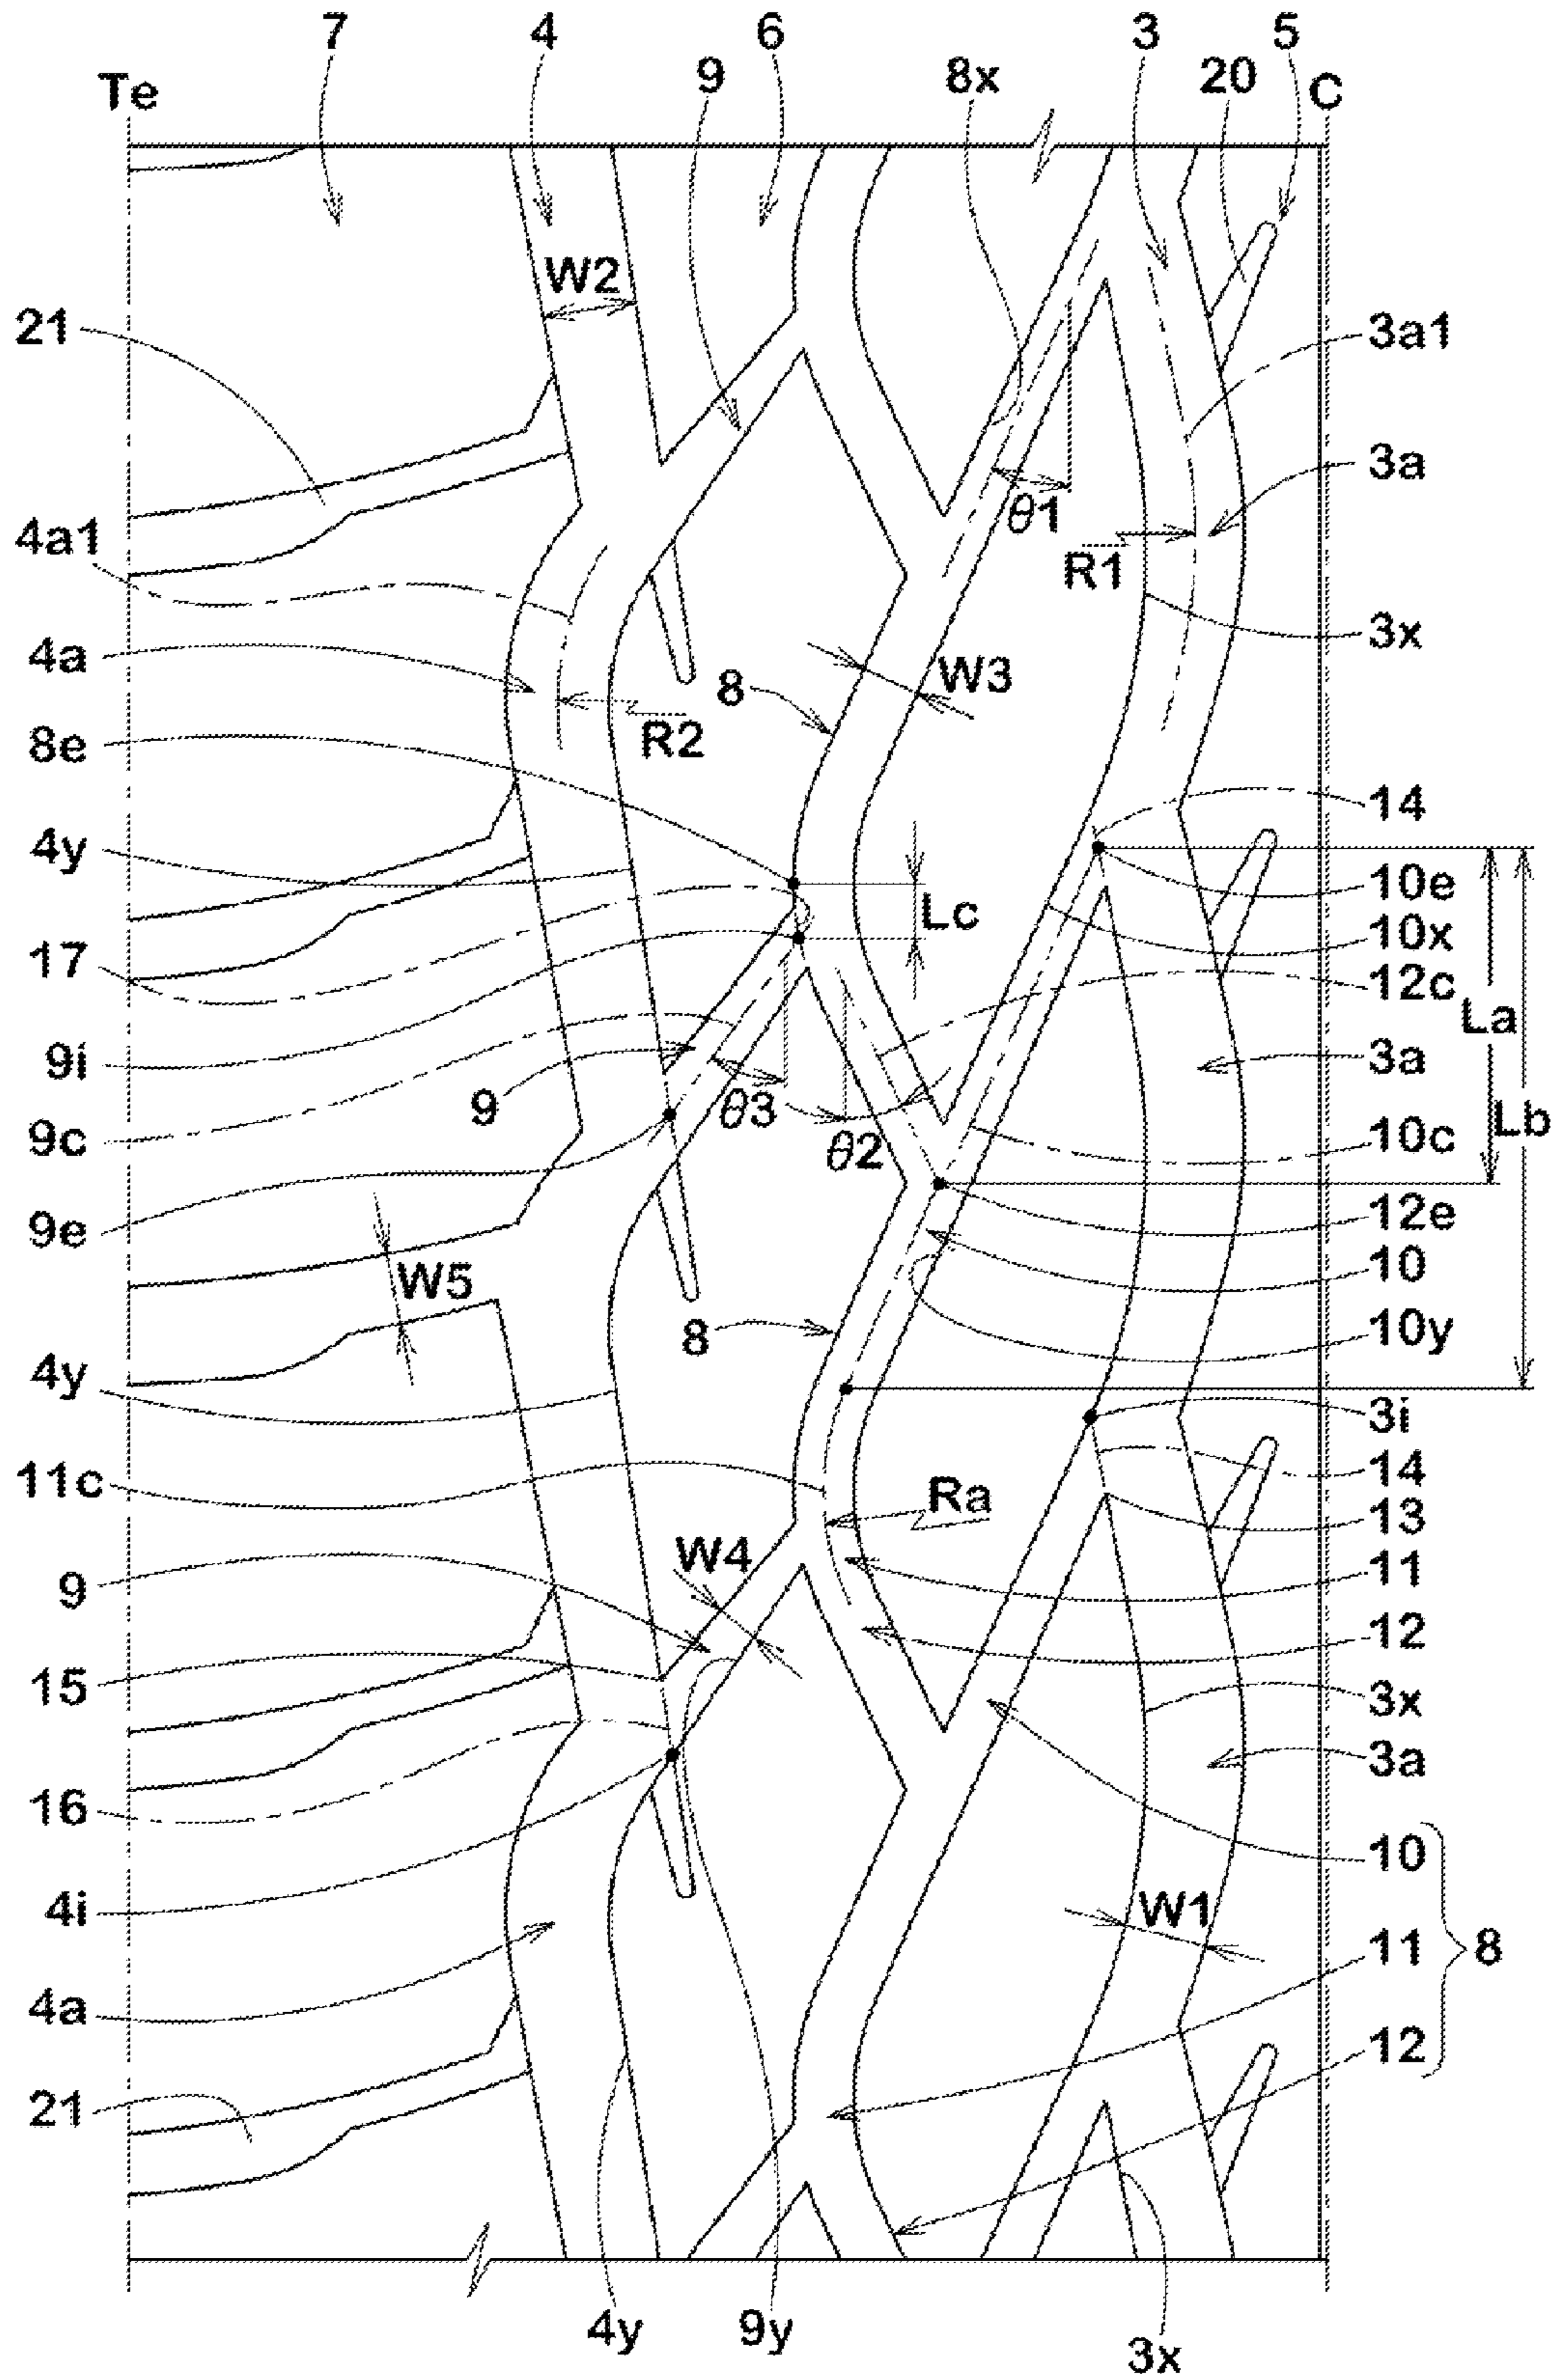 7 4 6 3 5
9 8x 20
Te C
W2
21 3a1
3a
4a1 θ1
R1
3x
4a W3
8
R2
8e
14
4y 10e
Lc
10x
17 12c
La
9i 3a
9 θ3
Lb
9c θ2 10c
9e 12e
10
W5
8 10y
4y
3i
11c 14
Ra
13
W4
9 11
12
15 3x
3a
16
10
4i W1
11 8
4a
12
21
4y 9y 3x